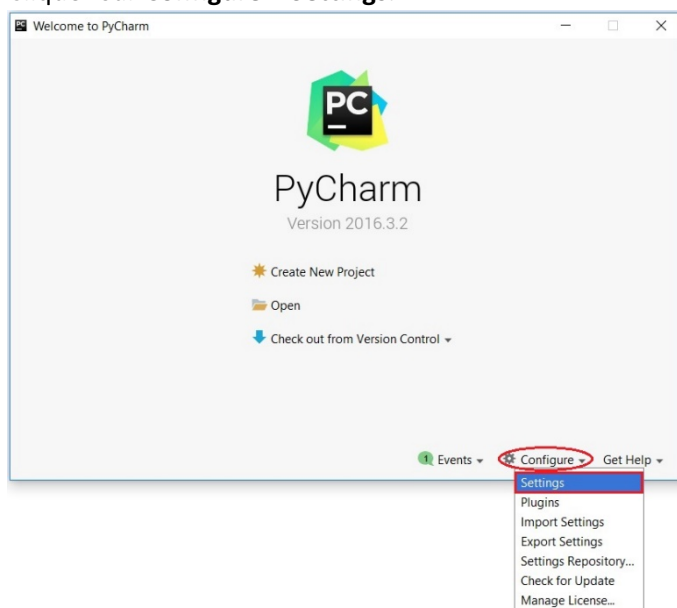 Welcome to PyCharm
PC
PyCharm
Version 2016.3.2
Create New Project
Open
Check out from Version Control
1 Events Configure Get Help
Settings
Plugins
Import Settings
Export Settings
Settings Repository...
Check for Update
Manage License...